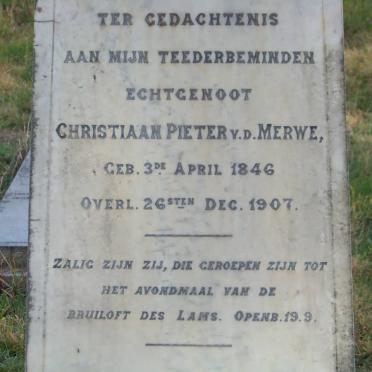 TER GEDACHTENIS
AAN MIJN TEEDERBEMINDEN
ECHTGENOOT
CHRISTIAAN PIETER V.D. MERWE,
GEB. 3DE APRIL 1846
OVERL. 26STEN DEC. 1907.
ZALIG ZIJN ZIJ, DIE GEROEPEN ZIJN TOT
HET AVONDMAAL VAN DE
BRUILOFT DES LAMS. OPENB. 19.9.